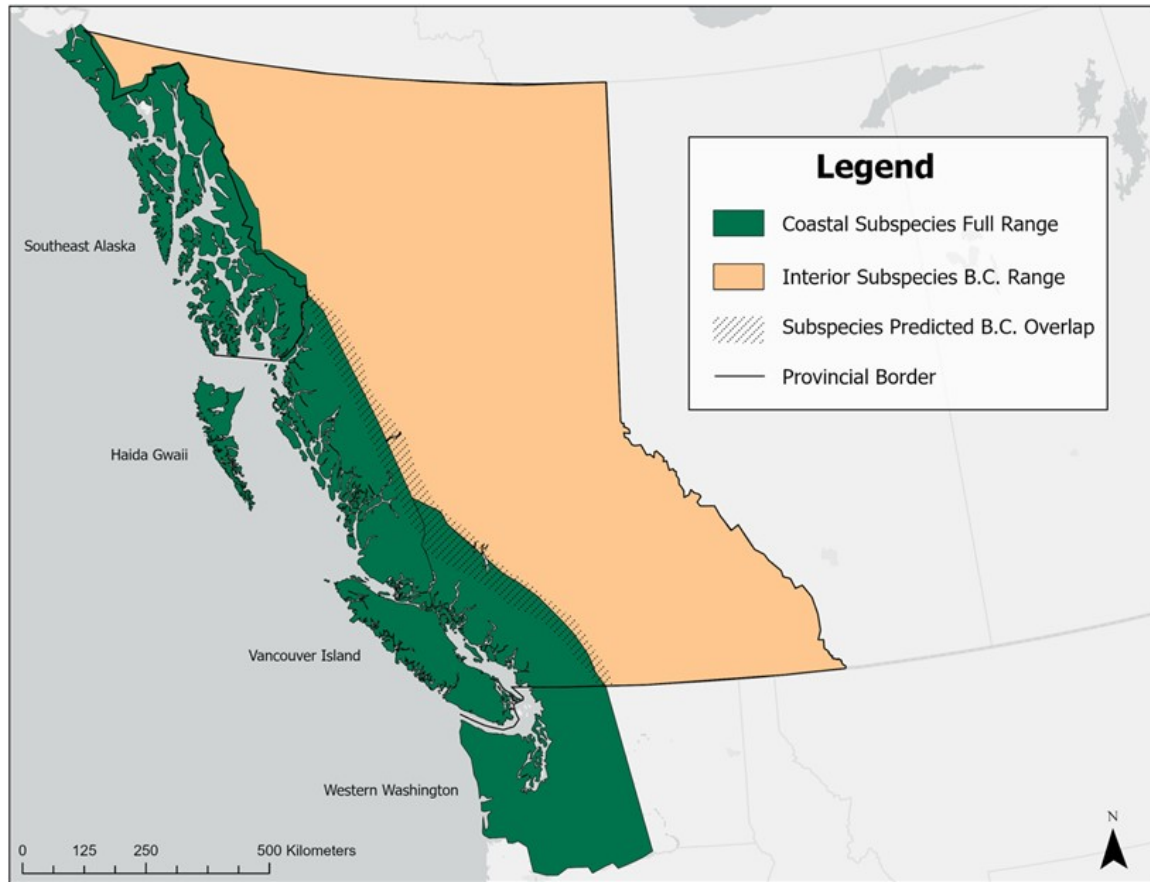 Legend
Coastal Subspecies Full Range
Interior Subspecies B.C. Range
Subspecies Predicted B.C. Overlap
Provincial Border
Southeast Alaska
Haida Gwaii
Vancouver Island
Western Washington
0 125 250 500 Kilometers
N